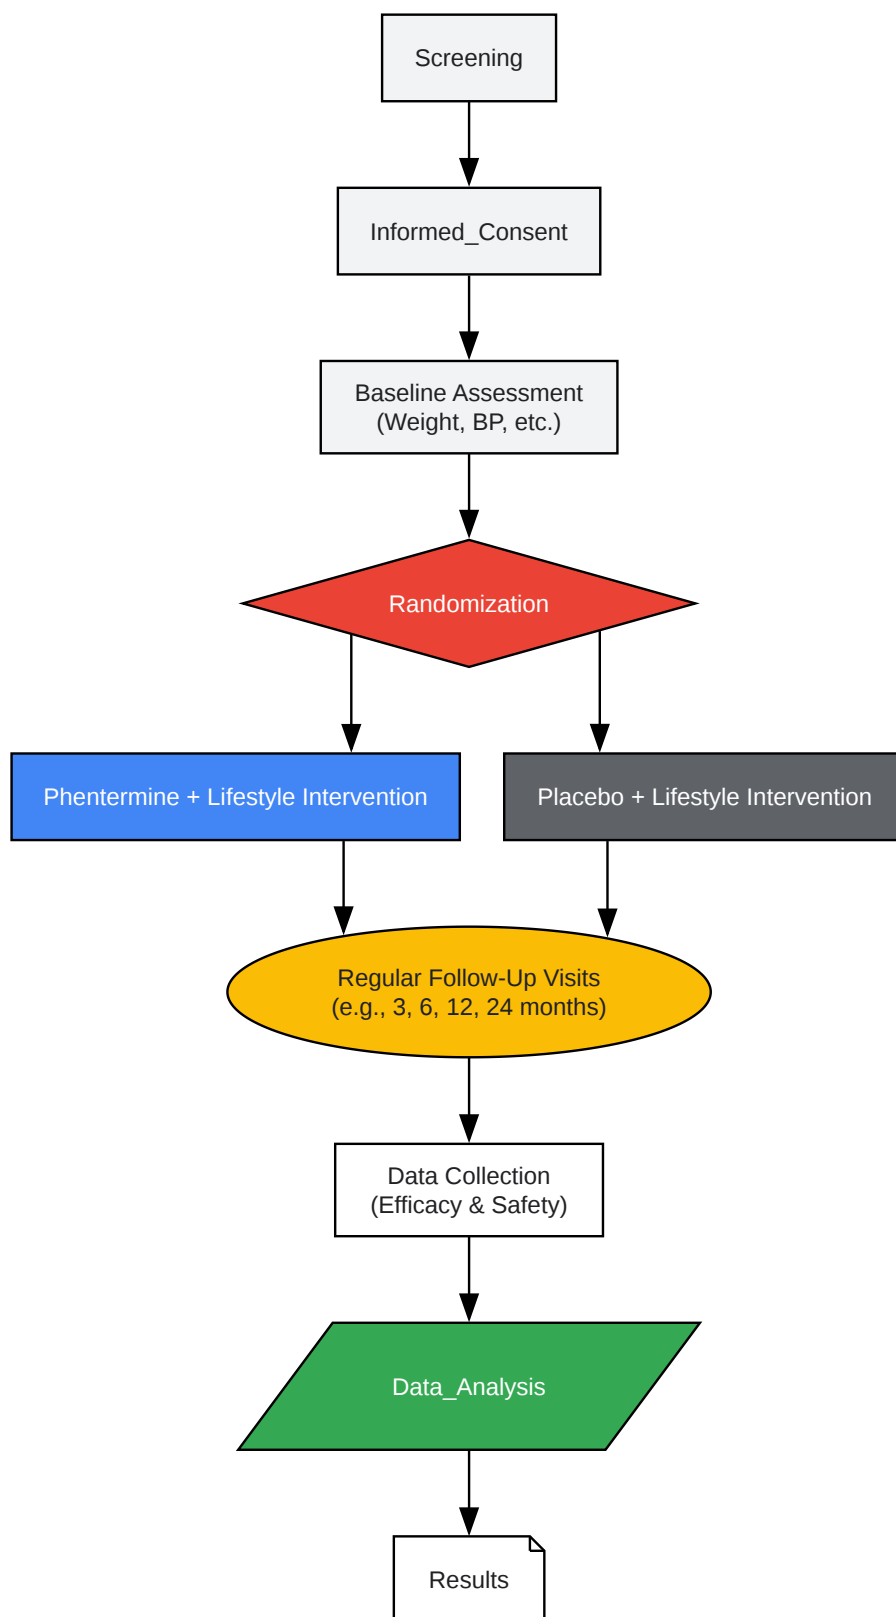 Screening
Informed_Consent
Baseline Assessment
(Weight, BP, etc.)
Randomization
Phentermine + Lifestyle Intervention
Placebo + Lifestyle Intervention
Regular Follow-Up Visits
(e.g., 3, 6, 12, 24 months)
Data Collection
(Efficacy & Safety)
Data_Analysis
Results